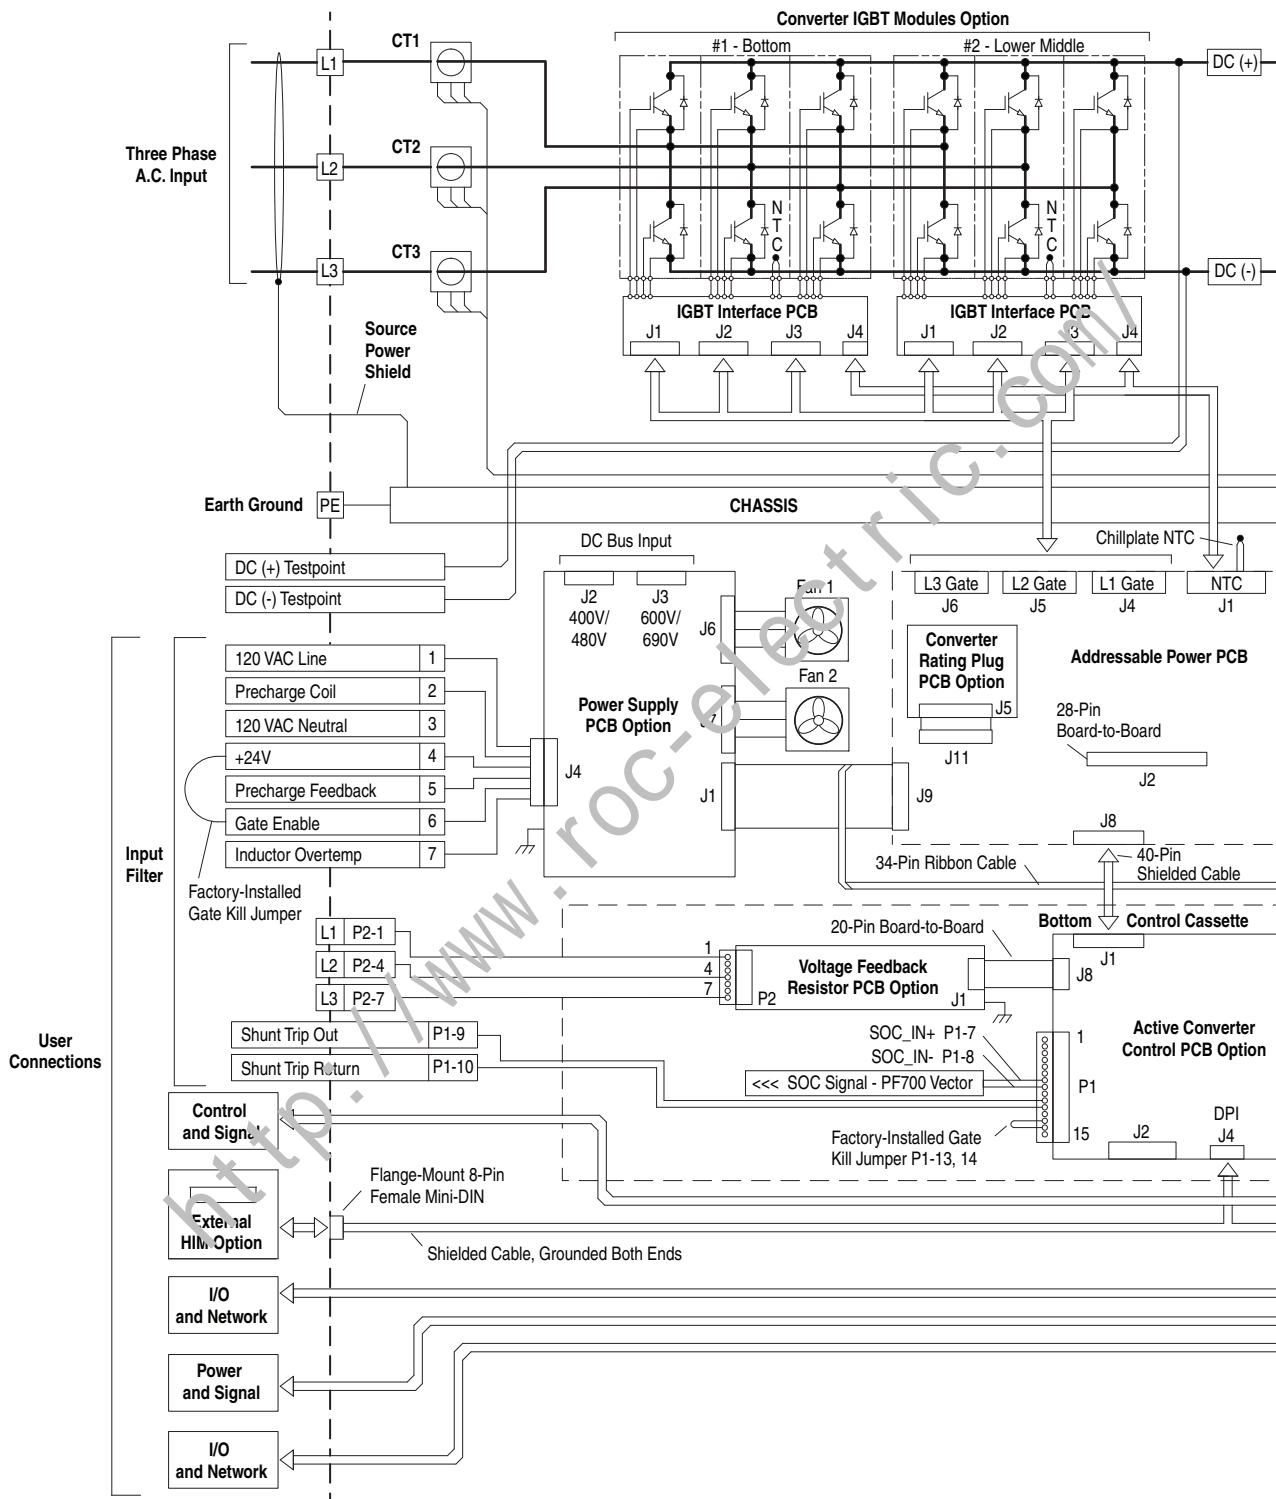 Converter IGBT Modules Option
#1 - Bottom
#2 - Lower Middle
CT1
L1
DC (+)
Three Phase
A.C. Input
CT2
L2
N
T
C
N
T
C
CT3
L3
DC (-)
IGBT Interface PCB
J1
J2
J3
J4
IGBT Interface PCB
J1
J2
J3
J4
Source
Power
Shield
Earth Ground
PE
CHASSIS
DC (+) Testpoint
DC (-) Testpoint
DC Bus Input
J2
400V/
480V
J3
600V/
690V
J6
Fan 1
Chillplate NTC
L3 Gate
J6
L2 Gate
J5
L1 Gate
J4
NTC
J1
Converter
Rating Plug
PCB Option
J5
J11
Addressable Power PCB
28-Pin
Board-to-Board
J2
120 VAC Line 1
Precharge Coil 2
120 VAC Neutral 3
+24V 4
Precharge Feedback 5
Gate Enable 6
Inductor Overtemp 7
Power Supply
PCB Option
Fan 2
J7
J4
J1
J9
J8
Input
Filter
Factory-Installed
Gate Kill Jumper
34-Pin Ribbon Cable
40-Pin
Shielded Cable
L1 P2-1
L2 P2-4
L3 P2-7
20-Pin Board-to-Board
Bottom Control Cassette
1
4
7
P2
Voltage Feedback
Resistor PCB Option
J1
J8
J1
User
Connections
Shunt Trip Out P1-9
Shunt Trip Return P1-10
SOC_IN+ P1-7
SOC_IN- P1-8
<<< SOC Signal - PF700 Vector
1
P1
15
Active Converter
Control PCB Option
Factory-Installed Gate
Kill Jumper P1-13, 14
J2
DPI
J4
Control
and Signal
Flange-Mount 8-Pin
Female Mini-DIN
External
HIM Option
Shielded Cable, Grounded Both Ends
I/O
and Network
Power
and Signal
I/O
and Network
http://www.roc-electric.com/